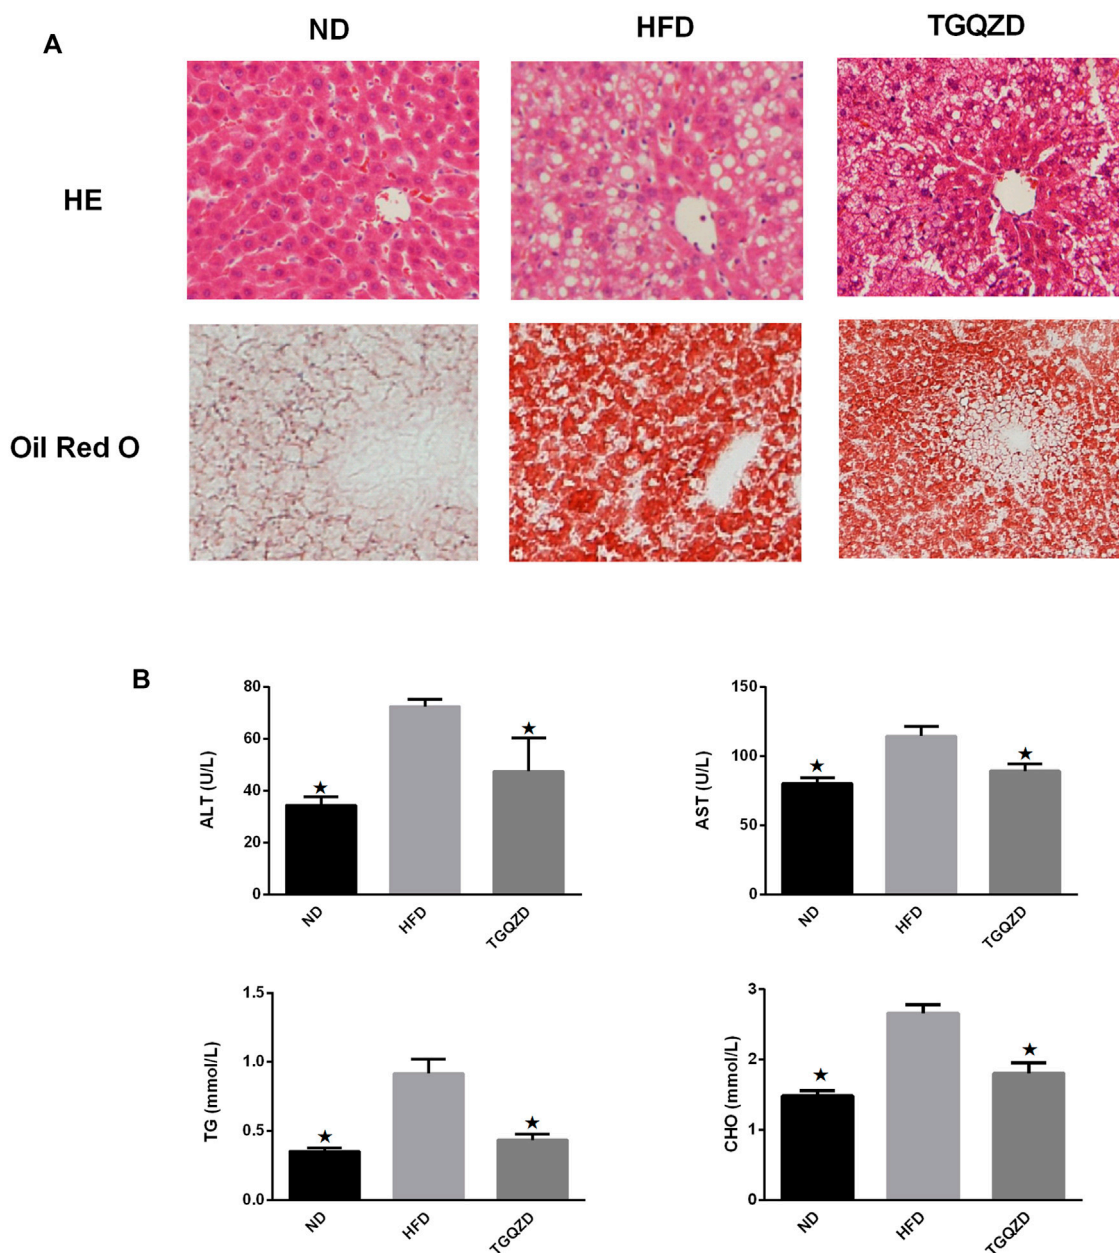 A
ND
HFD
TGQZD
HE
Oil Red O
B
ALT (U/L)
80
60
40
20
0
★
★
ND
HFD
TGQZD
AST (U/L)
150
100
50
0
★
★
ND
HFD
TGQZD
TG (mmol/L)
1.5
1.0
0.5
0.0
★
★
ND
HFD
TGQZD
CHO (mmol/L)
3
2
1
0
★
★
ND
HFD
TGQZD